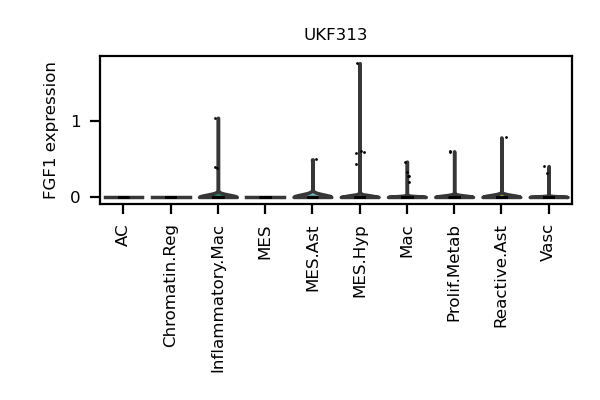 UKF313
FGF1 expression
1
0
AC
Chromatin.Reg
Inflammatory.Mac
MES
MES.Ast
MES.Hyp
Mac
Prolif.Metab
Reactive.Ast
Vasc